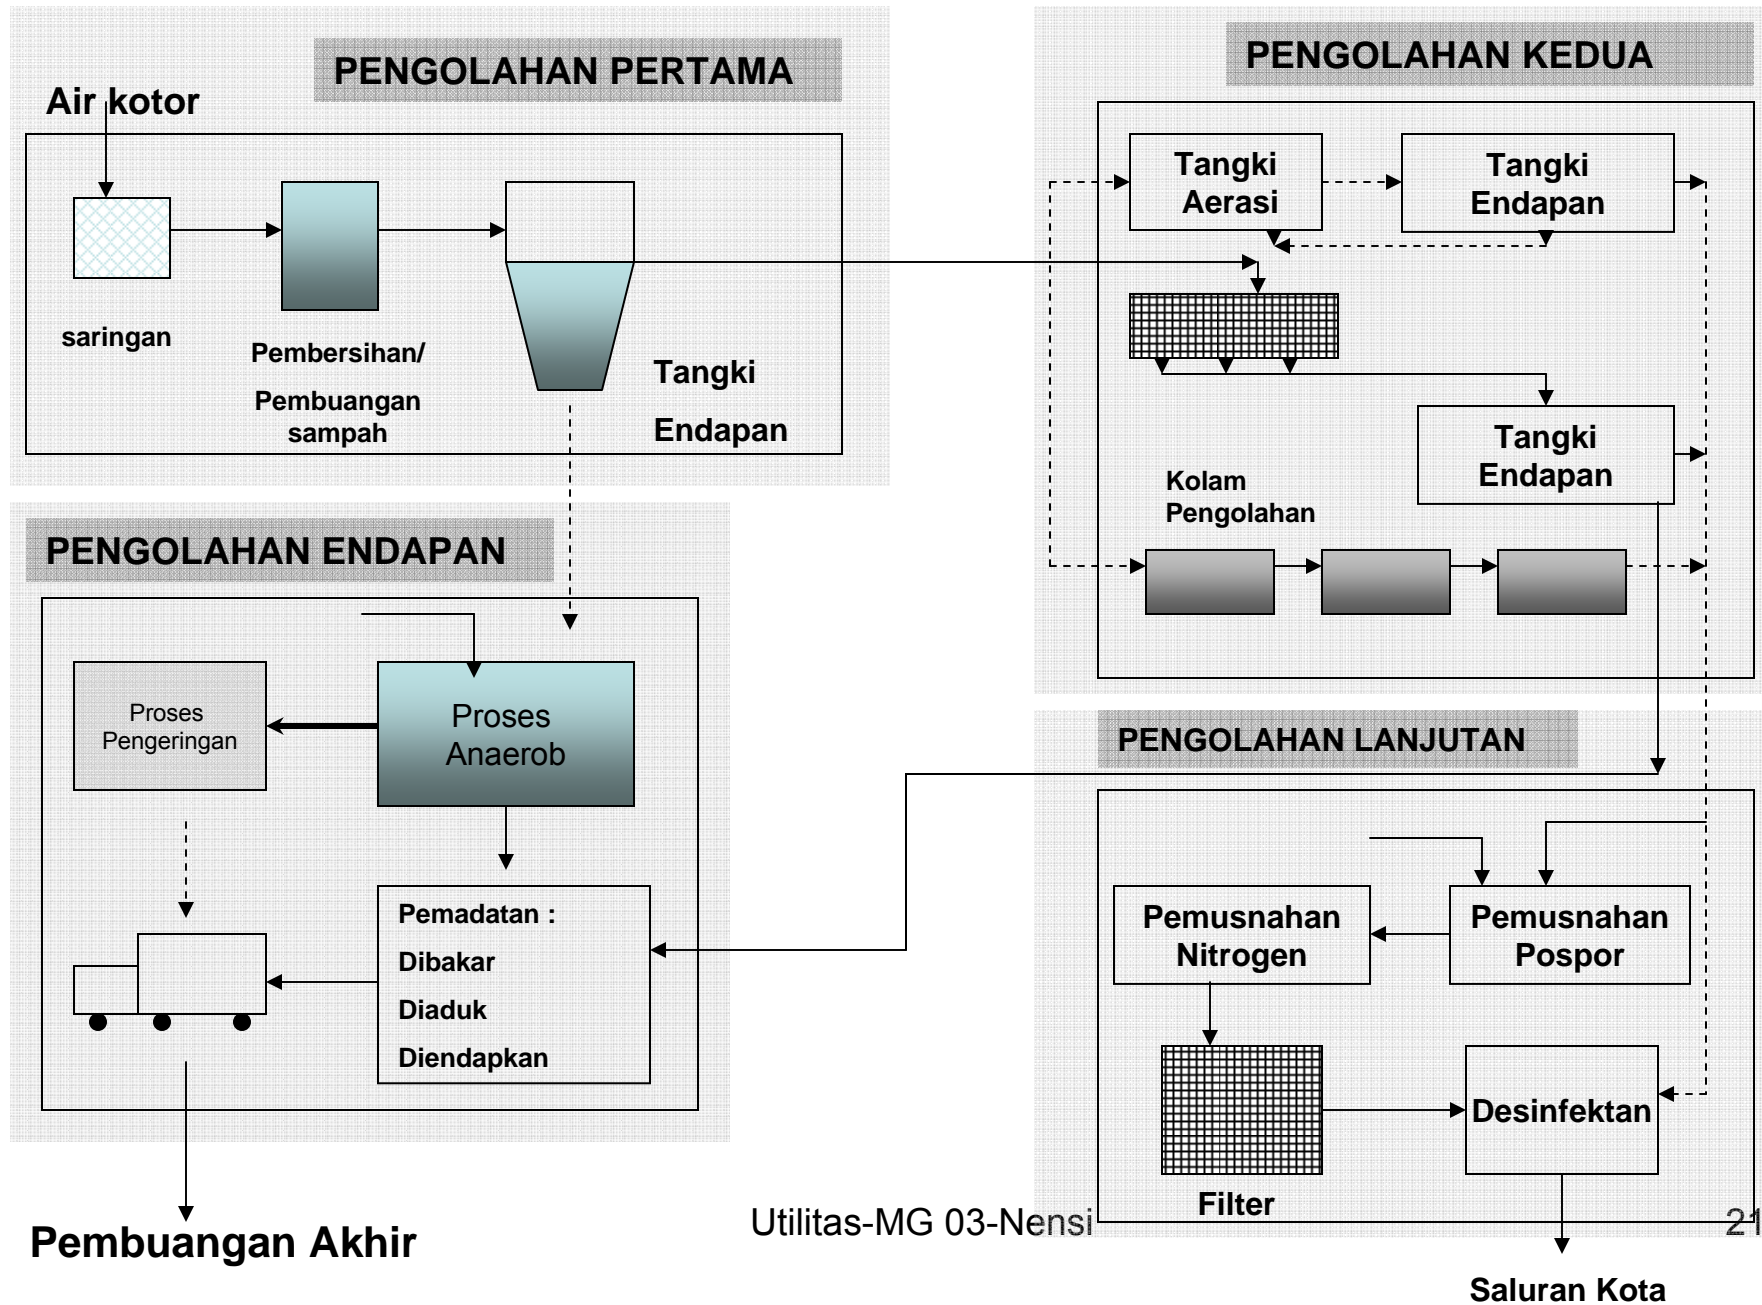 PENGOLAHAN PERTAMA
Air kotor
saringan
Pembersihan/
Pembuangan
sampah
Tangki
Endapan
PENGOLAHAN KEDUA
Tangki
Aerasi
Tangki
Endapan
Tangki
Endapan
Kolam
Pengolahan
PENGOLAHAN ENDAPAN
Proses
Pengeringan
Proses
Anaerob
Pemadatan :
Dibakar
Diaduk
Diendapkan
Pembuangan Akhir
PENGOLAHAN LANJUTAN
Pemusnahan
Nitrogen
Pemusnahan
Pospor
Filter
Desinfektan
Saluran Kota
Utilitas-MG 03-Nensi
21